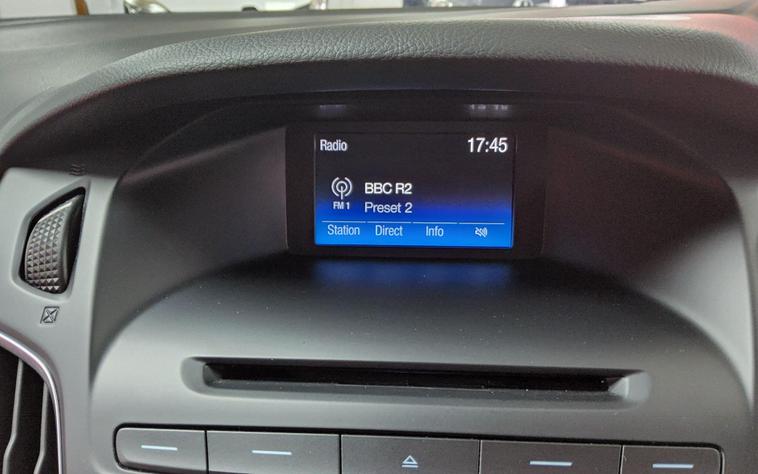 Radio 17:45
BBC R2
FM 1 Preset 2
Station Direct Info